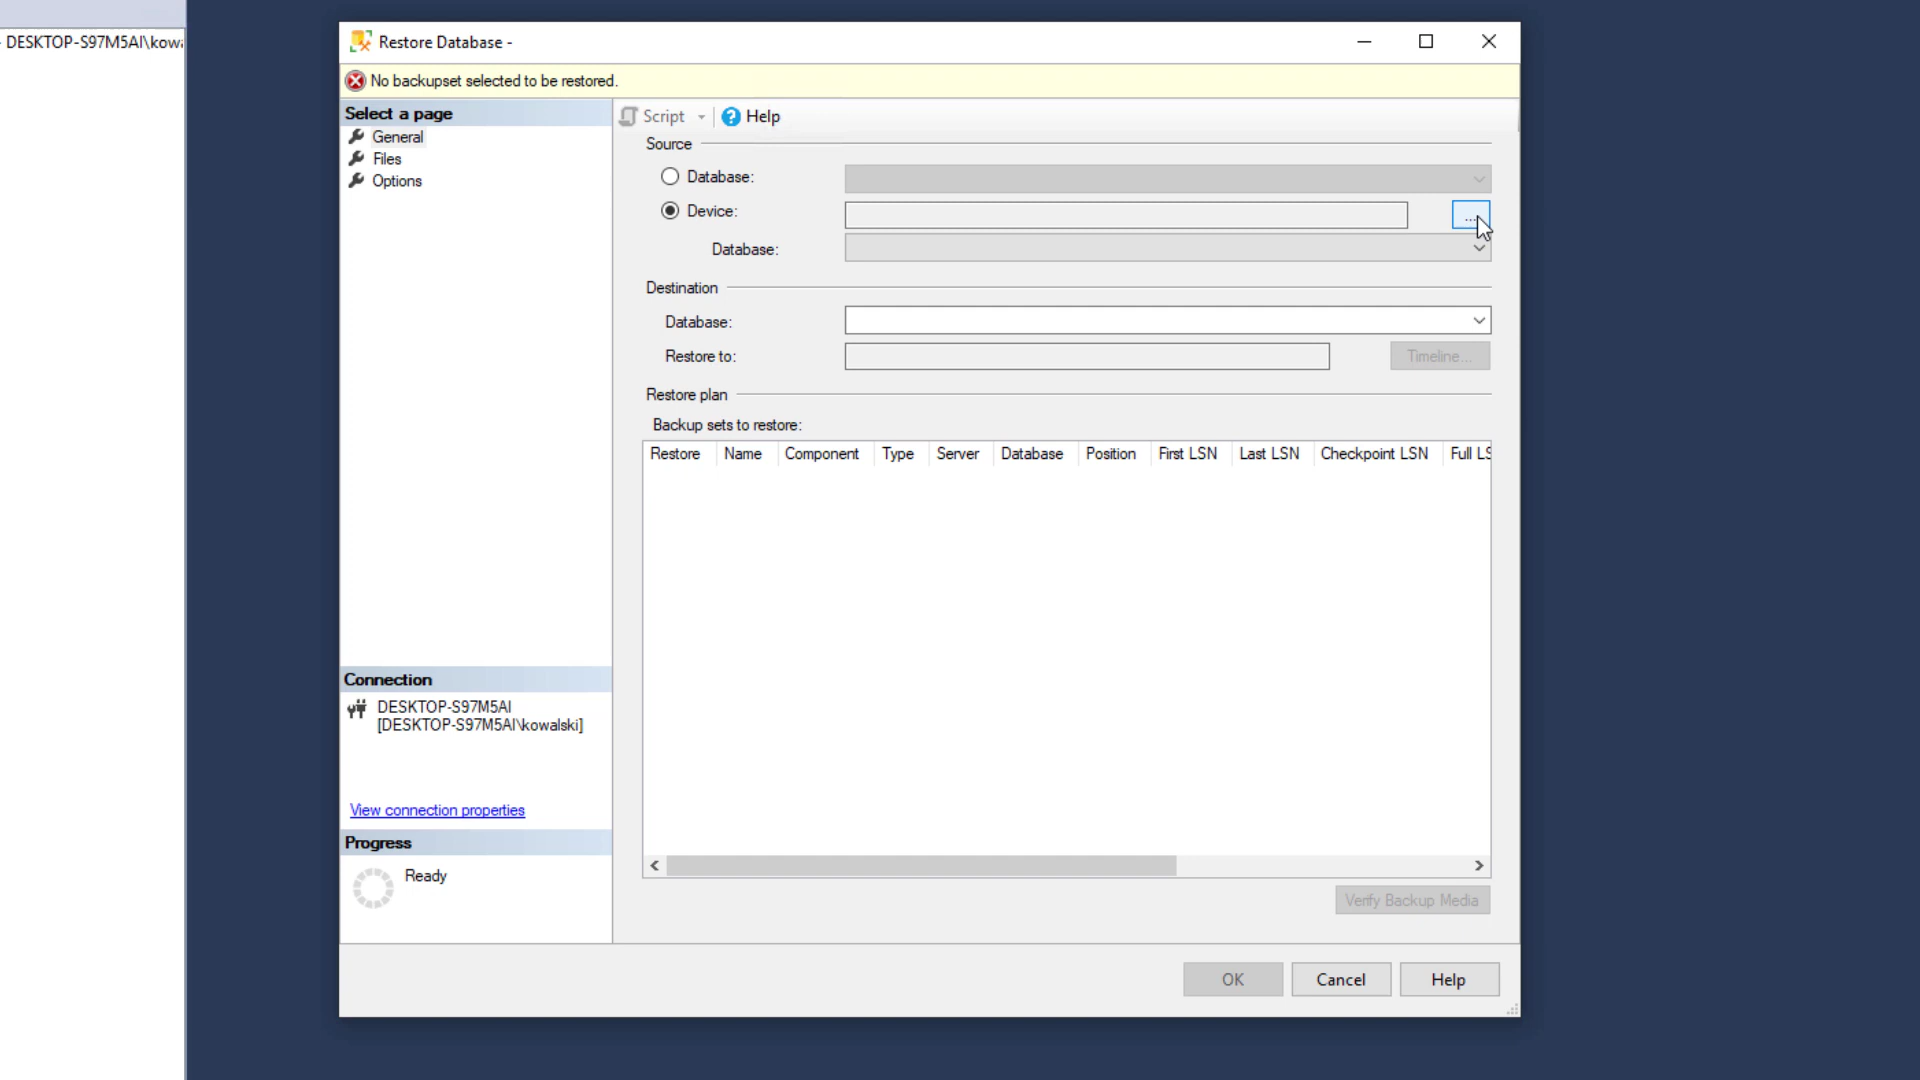 - DESKTOP-S97M5AI\kowa
Restore Database -
No backupset selected to be restored.
Select a page
General
Files
Options
Script
Help
Source
Database:
Device:
...
Database:
Destination
Database:
Restore to:
Timeline...
Restore plan
Backup sets to restore:
Restore Name Component Type Server Database Position First LSN Last LSN Checkpoint LSN Full LS
Connection
DESKTOP-S97M5AI
[DESKTOP-S97M5AI\kowalski]
View connection properties
Progress
Ready
Verify Backup Media
OK Cancel Help